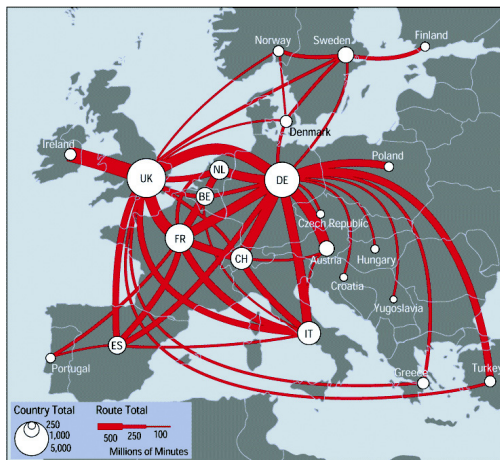 Norway
Sweden
Finland
Denmark
Ireland
UK
NL
DE
Poland
BE
Czech Republic
FR
CH
Austria
Hungary
Croatia
Yugoslavia
IT
ES
Portugal
Greece
Turkey
Country Total
250
1,000
5,000
Route Total
500 250 100
Millions of Minutes